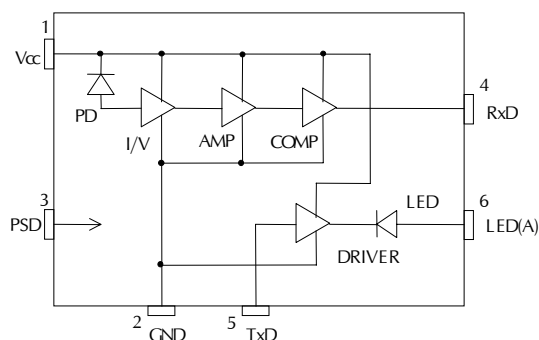 1
Vcc
4
RxD
PD
I/V
AMP
COMP
3
PSD
LED
6
LED(A)
DRIVER
2
GND
5
TxD